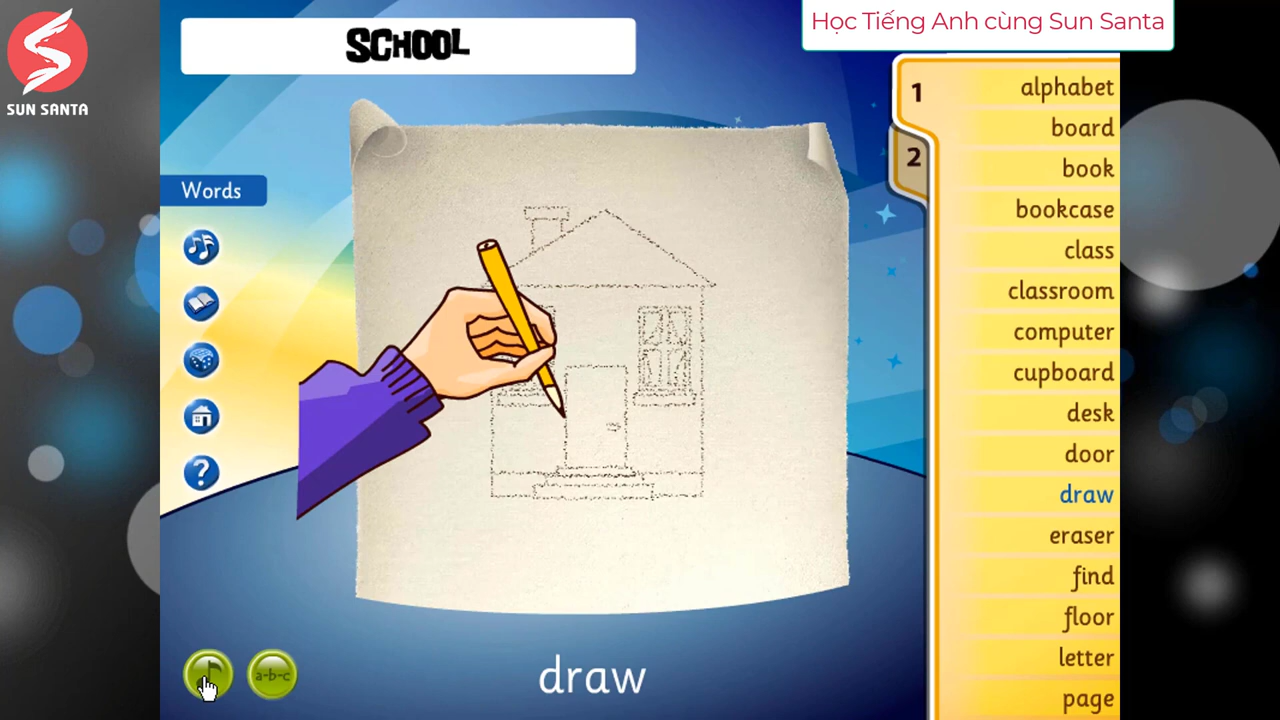 SUN SANTA
SCHOOL
Học Tiếng Anh cùng Sun Santa
Words
1
2
alphabet
board
book
bookcase
class
classroom
computer
cupboard
desk
door
draw
eraser
find
floor
letter
page
?
a-b-c
draw